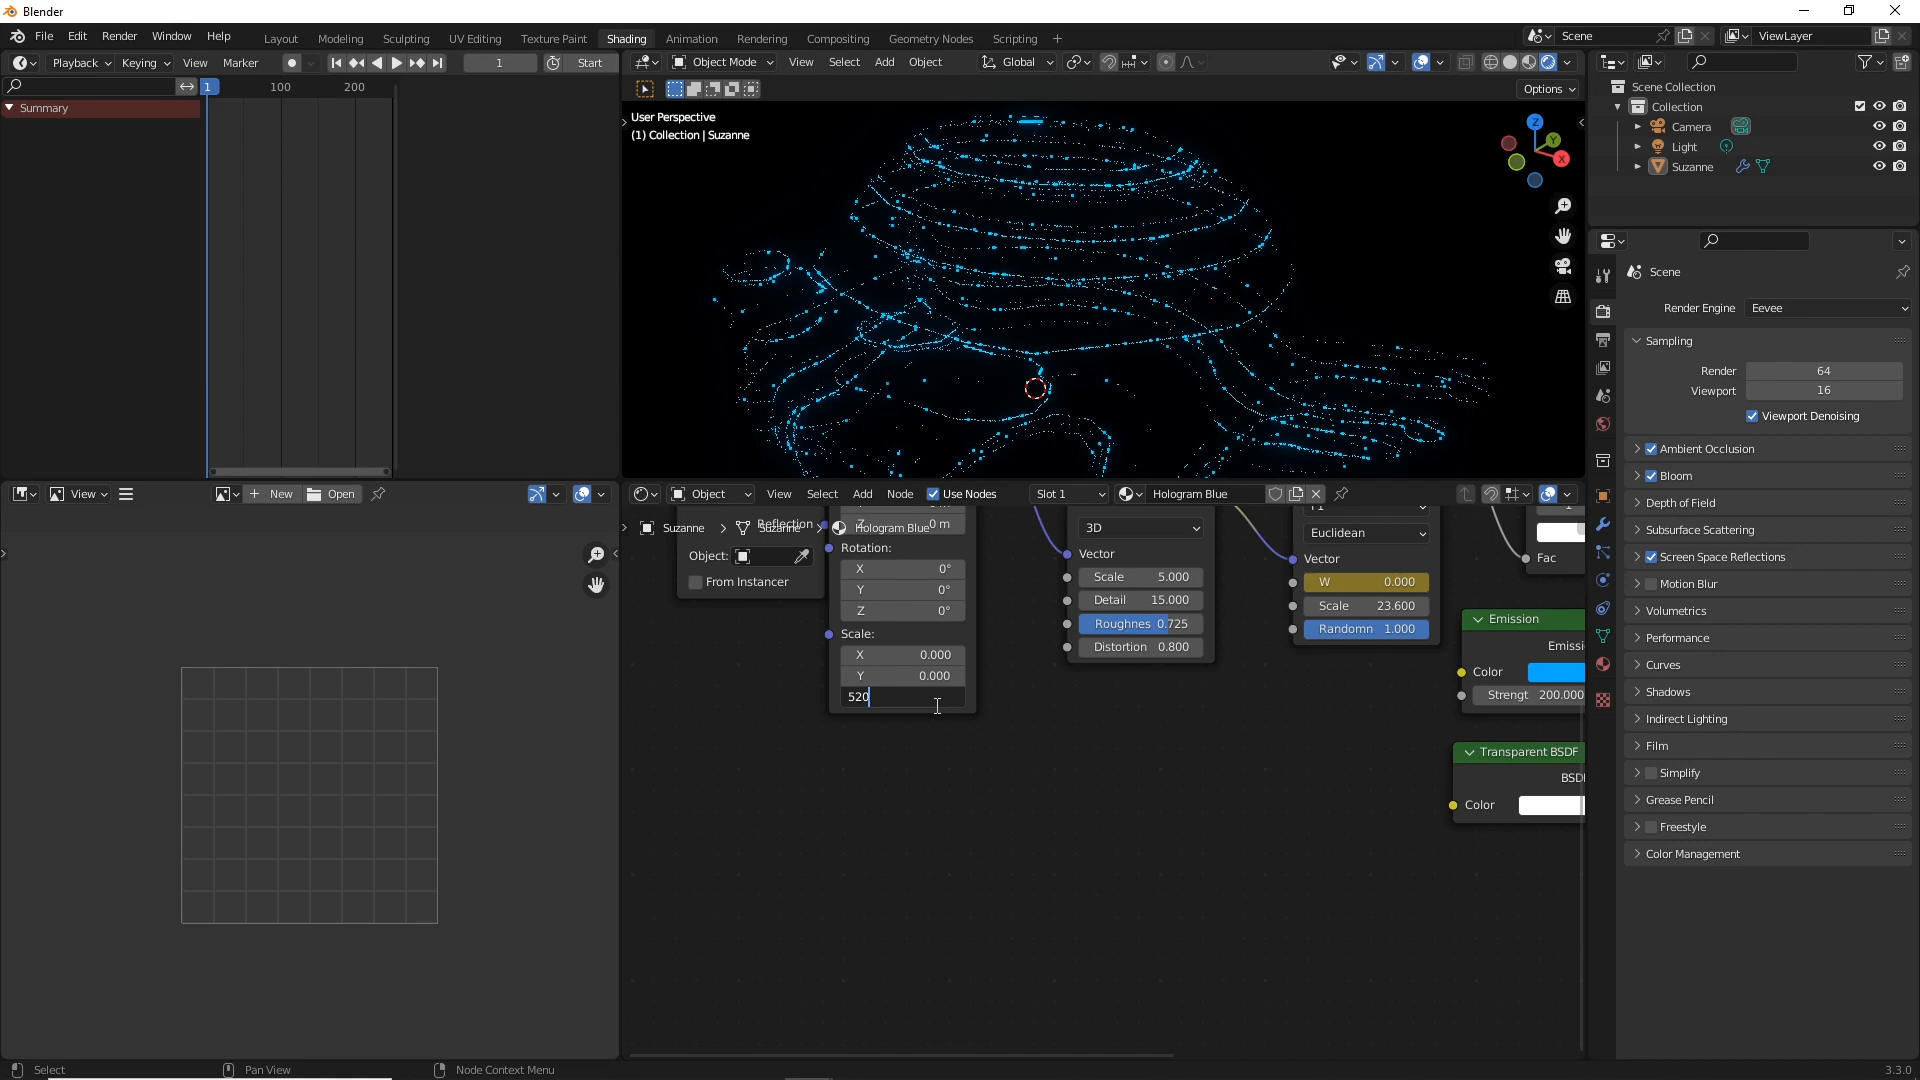 Blender
File Edit Render Window Help Layout Modeling Sculpting UV Editing Texture Paint Shading Animation Rendering Compositing Geometry Nodes Scripting + Scene ViewLayer
Playback Keying View Marker 1 Start Object Mode View Select Add Object Global
1 100 200 Options
Summary
User Perspective
(1) Collection | Suzanne
Z Y X
Scene Collection
Collection
Camera
Light
Suzanne
Scene
Render Engine Eevee
Sampling
Render 64
Viewport 16
Viewport Denoising
Ambient Occlusion
Bloom
Depth of Field
Subsurface Scattering
Screen Space Reflections
Motion Blur
Volumetrics
Performance
Curves
Shadows
Indirect Lighting
Film
Simplify
Grease Pencil
Freestyle
Color Management
View New Open
Object View Select Add Node Use Nodes Slot 1 Hologram Blue
Suzanne Suzanne Hologram Blue
Reflection
Object:
From Instancer
Z 0 m
Rotation:
X 0°
Y 0°
Z 0°
Scale:
X 0.000
Y 0.000
520
3D
Vector
Scale 5.000
Detail 15.000
Roughnes 0.725
Distortion 0.800
Euclidean
Vector
W 0.000
Scale 23.600
Randomn 1.000
Fac
Emission
Emissi
Color
Strengt 200.000
Transparent BSDF
BSD
Color
Select Pan View Node Context Menu 3.3.0